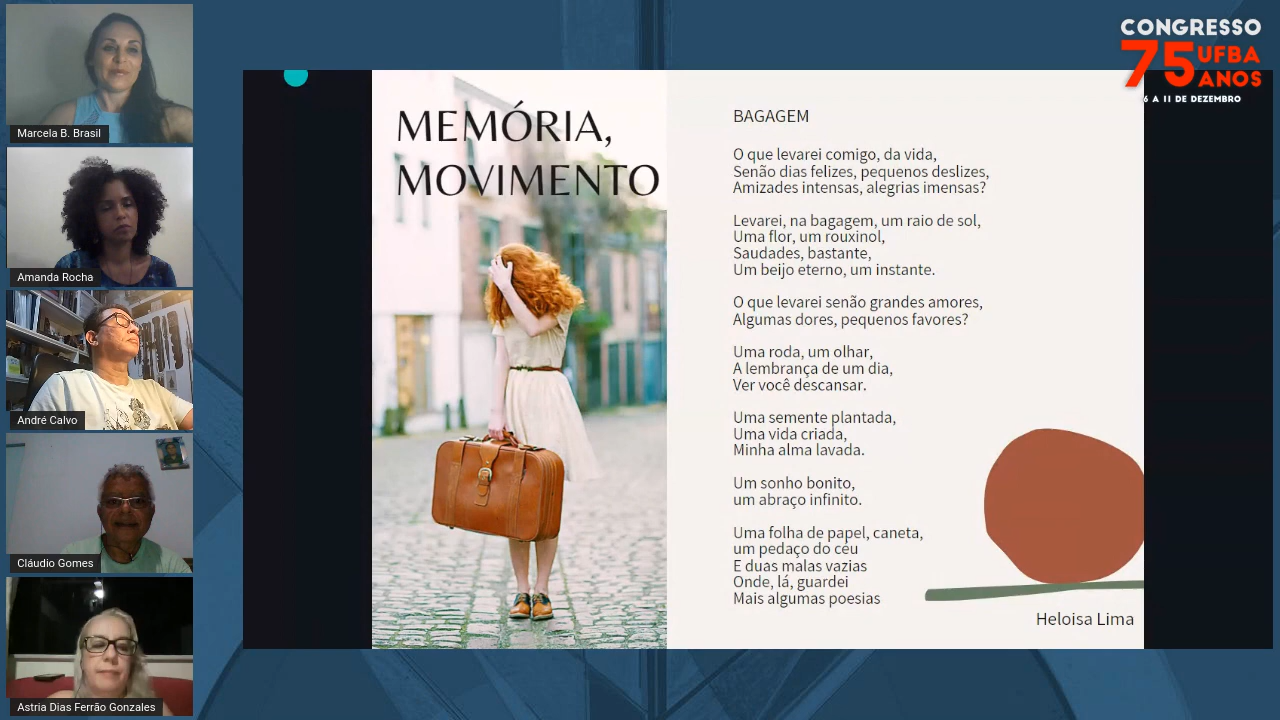 CONGRESSO
75 UFBA
ANOS
6 A 11 DE DEZEMBRO
Marcela B. Brasil
Amanda Rocha
André Calvo
Cláudio Gomes
Astria Dias Ferrão Gonzales
MEMÓRIA,
MOVIMENTO
BAGAGEM
O que levarei comigo, da vida,
Senão dias felizes, pequenos deslizes,
Amizades intensas, alegrias imensas?
Levarei, na bagagem, um raio de sol,
Uma flor, um rouxinol,
Saudades, bastante,
Um beijo eterno, um instante.
O que levarei senão grandes amores,
Algumas dores, pequenos favores?
Uma roda, um olhar,
A lembrança de um dia,
Ver você descansar.
Uma semente plantada,
Uma vida criada,
Minha alma lavada.
Um sonho bonito,
um abraço infinito.
Uma folha de papel, caneta,
um pedaço do céu
E duas malas vazias
Onde, lá, guardei
Mais algumas poesias
Heloisa Lima